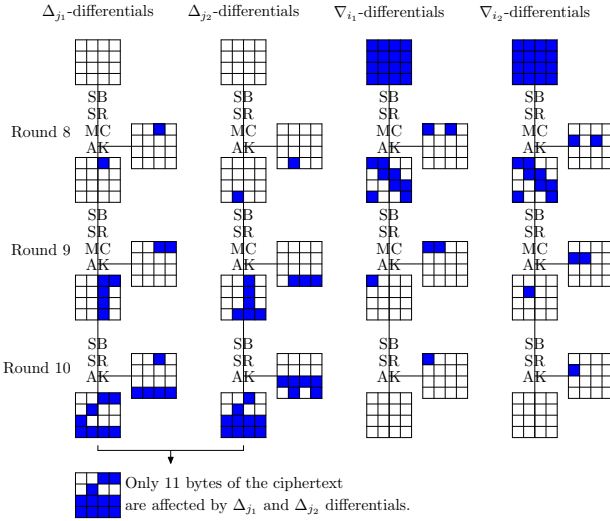 Δj₁-differentials Δj₂-differentials ∇i₁-differentials ∇i₂-differentials
SB SB SB SB
SR SR SR SR
Round 8 MC MC MC MC
AK AK AK AK
SB SB SB SB
SR SR SR SR
Round 9 MC MC MC MC
AK AK AK AK
SB SB SB SB
Round 10 SR SR SR SR
AK AK AK AK
Only 11 bytes of the ciphertext
are affected by Δj₁ and Δj₂ differentials.